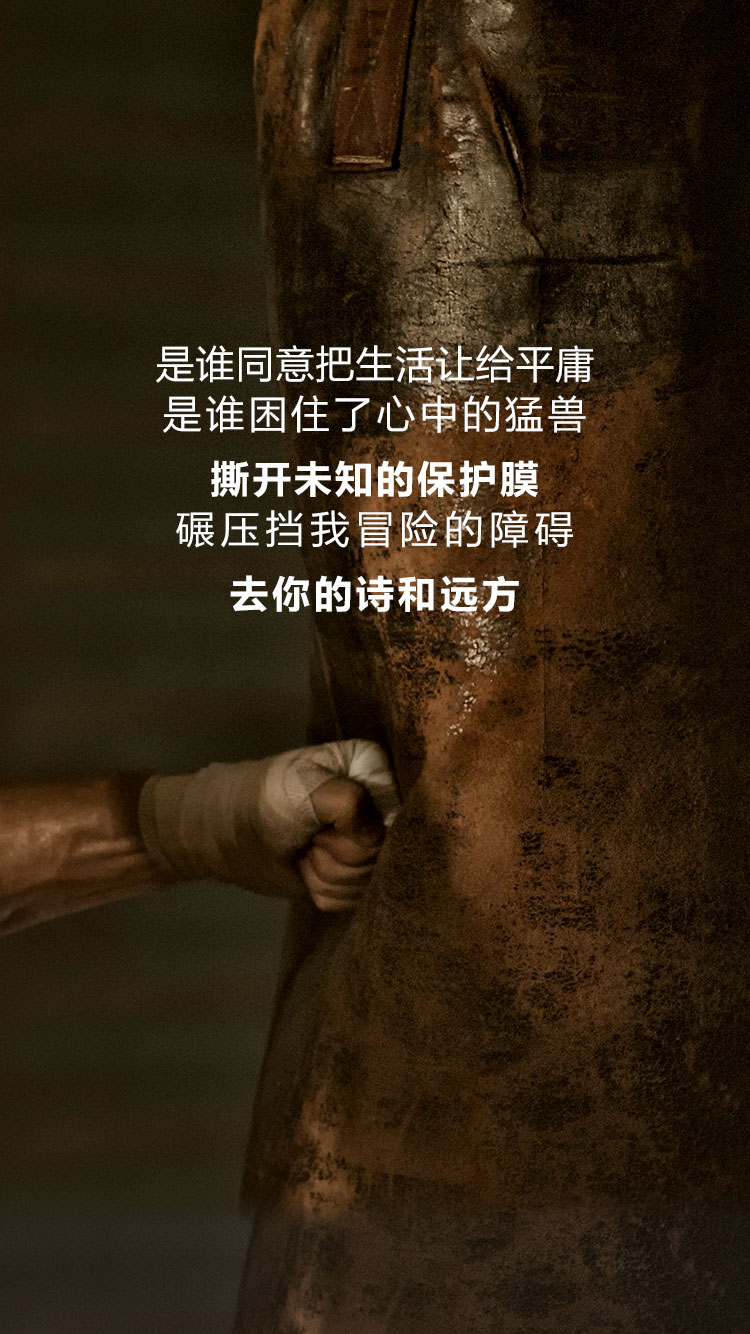 是谁同意把生活让给平庸
是谁困住了心中的猛兽
撕开未知的保护膜
碾压挡我冒险的障碍
去你的诗和远方